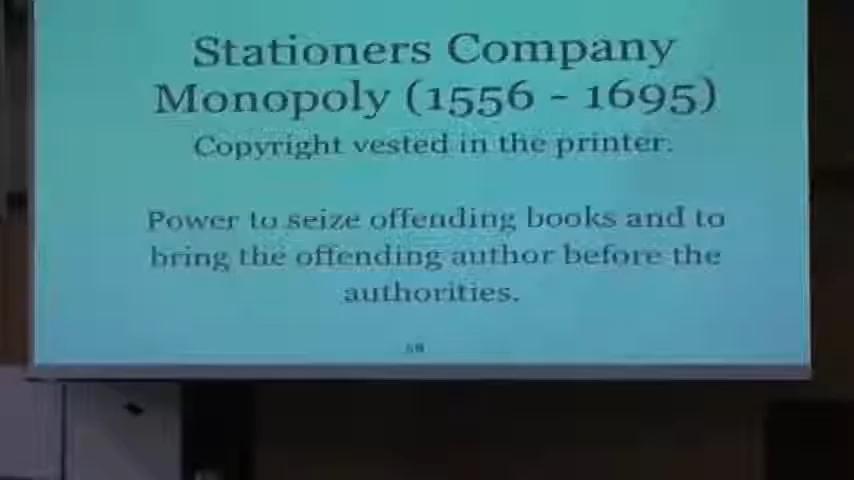 Stationers Company
Monopoly (1556 - 1695)
Copyright vested in the printer.
Power to seize offending books and to
bring the offending author before the
authorities.